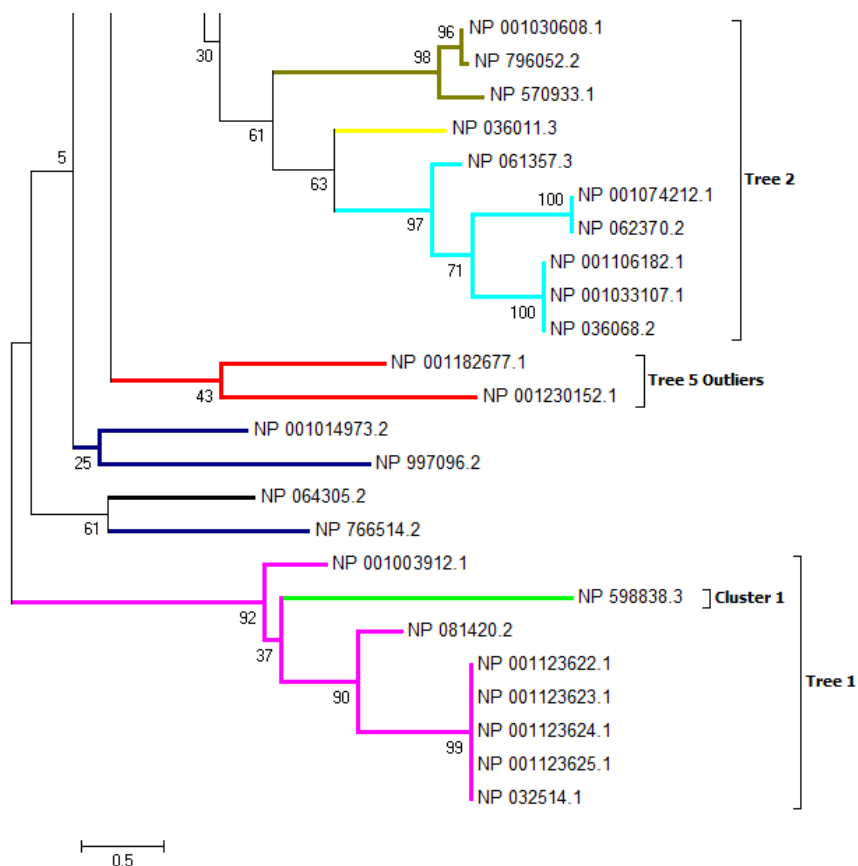 NP 001030608.1
96
30
NP 796052.2
98
NP 570933.1
61
NP 036011.3
5
NP 061357.3
63
Tree 2
NP 001074212.1
100
97
NP 062370.2
71
NP 001106182.1
NP 001033107.1
100
NP 036068.2
NP 001182677.1
Tree 5 Outliers
43
NP 001230152.1
NP 001014973.2
25
NP 997096.2
NP 064305.2
61
NP 766514.2
NP 001003912.1
NP 598838.3
Cluster 1
92
NP 081420.2
37
NP 001123622.1
Tree 1
90
NP 001123623.1
NP 001123624.1
99
NP 001123625.1
NP 032514.1
0.5